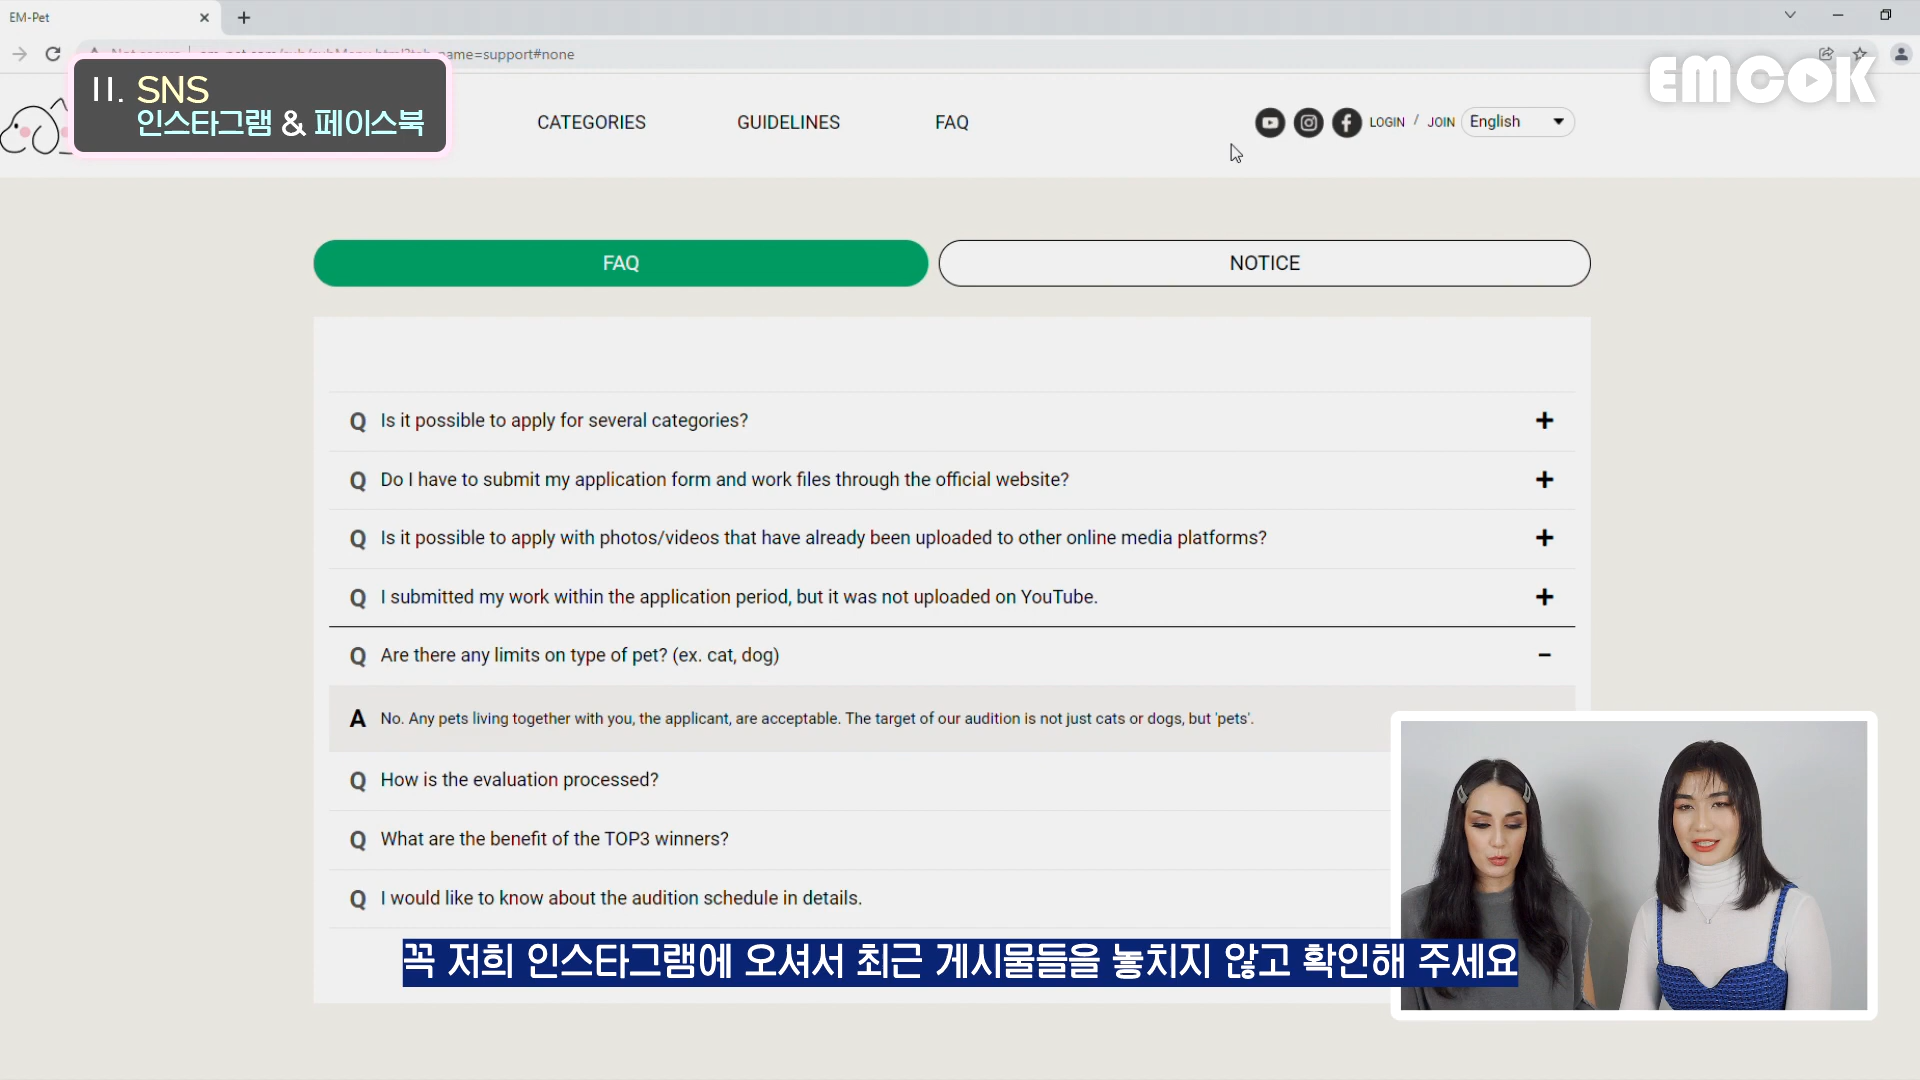 EM-Pet
name=support#none
II. SNS
인스타그램 & 페이스북
CATEGORIES
GUIDELINES
FAQ
LOGIN / JOIN
English
EMCOK
FAQ
NOTICE
Q Is it possible to apply for several categories? +
Q Do I have to submit my application form and work files through the official website? +
Q Is it possible to apply with photos/videos that have already been uploaded to other online media platforms? +
Q I submitted my work within the application period, but it was not uploaded on YouTube. +
Q Are there any limits on type of pet? (ex. cat, dog) −
A No. Any pets living together with you, the applicant, are acceptable. The target of our audition is not just cats or dogs, but 'pets'.
Q How is the evaluation processed?
Q What are the benefit of the TOP3 winners?
Q I would like to know about the audition schedule in details.
꼭 저희 인스타그램에 오셔서 최근 게시물들을 놓치지 않고 확인해 주세요